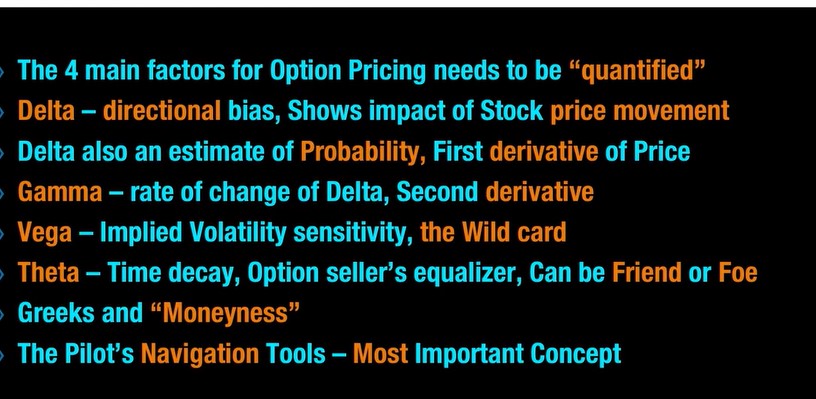 The 4 main factors for Option Pricing needs to be “quantified”
Delta – directional bias, Shows impact of Stock price movement
Delta also an estimate of Probability, First derivative of Price
Gamma – rate of change of Delta, Second derivative
Vega – Implied Volatility sensitivity, the Wild card
Theta – Time decay, Option seller’s equalizer, Can be Friend or Foe
Greeks and “Moneyness”
The Pilot’s Navigation Tools – Most Important Concept